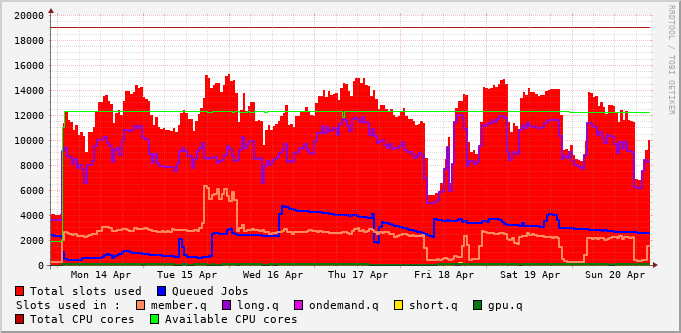 20000
18000
16000
14000
12000
10000
8000
6000
4000
2000
0
Mon 14 Apr Tue 15 Apr Wed 16 Apr Thu 17 Apr Fri 18 Apr Sat 19 Apr Sun 20 Apr
Total slots used Queued Jobs
Slots used in : member.q long.q ondemand.q short.q gpu.q
Total CPU cores Available CPU cores
RRDTOOL / TOBI OETIKER